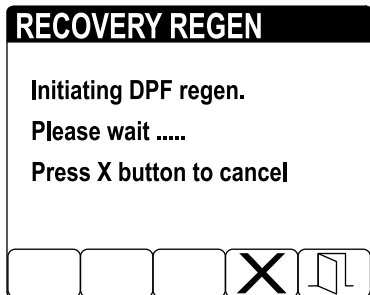 RECOVERY REGEN
Initiating DPF regen.
Please wait .....
Press X button to cancel
X